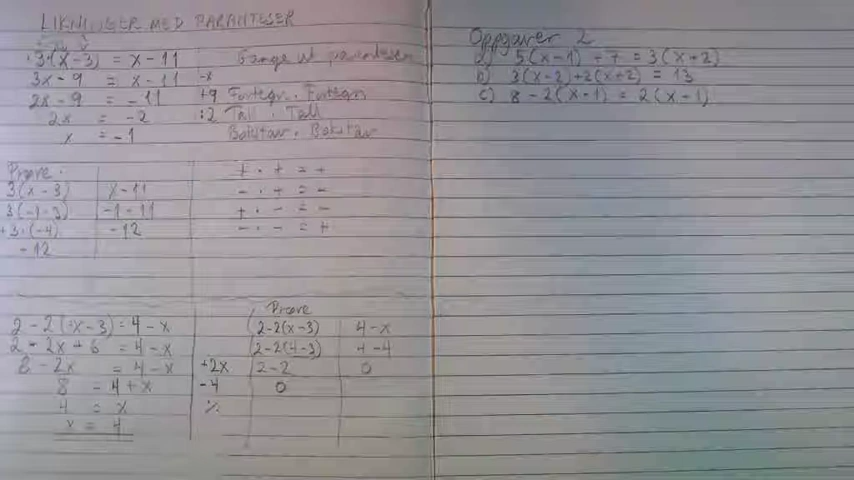 LIKNINGER MED PARANTESER
3·(x-3) = x-11 Gange ut parantesen
3x-9 = x-11 -x
2x-9 = -11 +9 Fortegn · Fortegn
2x = -2 :2 Tall · Tall
x = -1 Bokstav · Bokstav
Prøve.
3(x-3) x-11
3(-1-3) -1-11
+3·(-4) -12
-12
+ · + = +
- · + = -
+ · - = -
- · - = +
Prøve
2-2(x-3) = 4-x 2-2(x-3) 4-x
2-2x+6 = 4-x 2-2(4-3) 4-4
8-2x = 4-x +2x 2-2 0
8 = 4+x -4 0
4 = x
x = 4
Oppgaver 2
a) 5(x-1)+7 = 3(x+2)
b) 3(x-2)+2(x+2) = 13
c) 8-2(x-1) = 2(x-1)